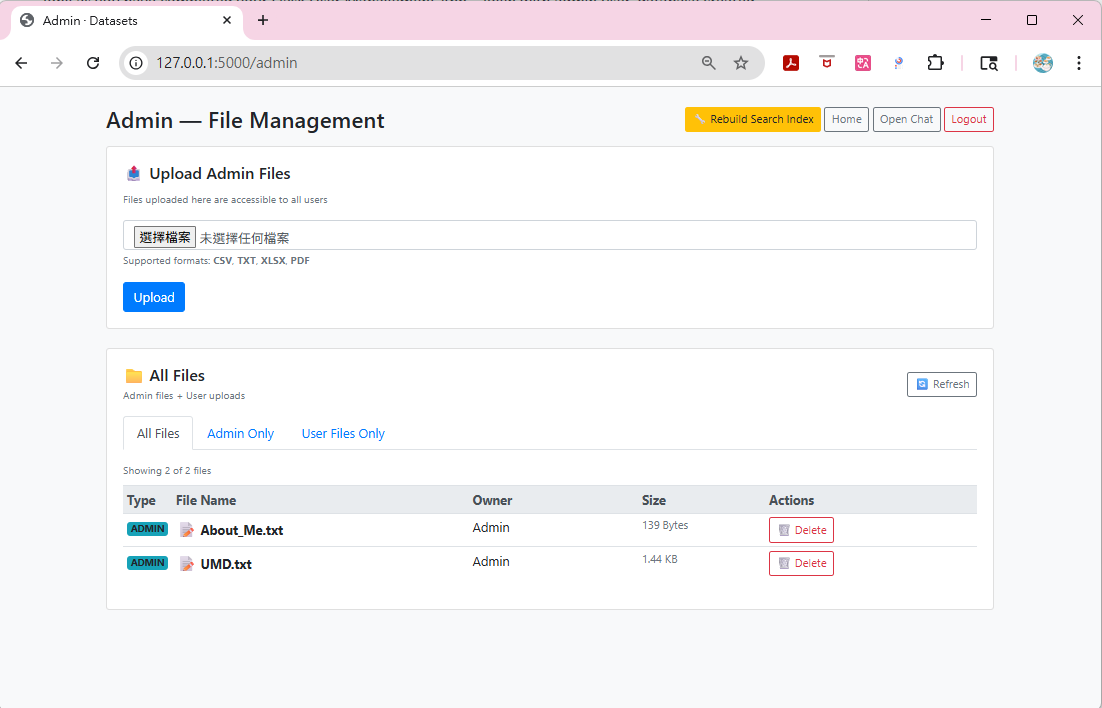 Admin · Datasets
127.0.0.1:5000/admin
Admin — File Management
Rebuild Search Index
Home
Open Chat
Logout
Upload Admin Files
Files uploaded here are accessible to all users
選擇檔案 未選擇任何檔案
Supported formats: CSV, TXT, XLSX, PDF
Upload
All Files
Admin files + User uploads
Refresh
All Files Admin Only User Files Only
Showing 2 of 2 files
Type File Name Owner Size Actions
ADMIN About_Me.txt Admin 139 Bytes Delete
ADMIN UMD.txt Admin 1.44 KB Delete